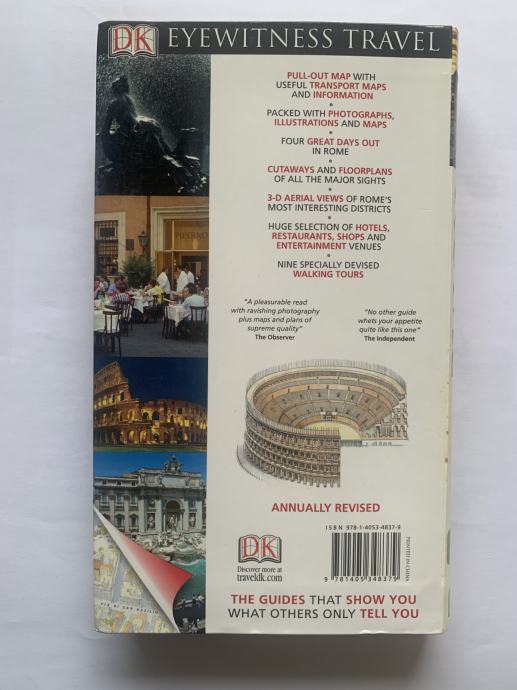 DK EYEWITNESS TRAVEL
PULL-OUT MAP WITH
USEFUL TRANSPORT MAPS
AND INFORMATION
•
PACKED WITH PHOTOGRAPHS,
ILLUSTRATIONS AND MAPS
•
FOUR GREAT DAYS OUT
IN ROME
•
CUTAWAYS AND FLOORPLANS
OF ALL THE MAJOR SIGHTS
•
3-D AERIAL VIEWS OF ROME'S
MOST INTERESTING DISTRICTS
•
HUGE SELECTION OF HOTELS,
RESTAURANTS, SHOPS AND
ENTERTAINMENT VENUES
•
NINE SPECIALLY DEVISED
WALKING TOURS
"A pleasurable read
with ravishing photography
plus maps and plans of
supreme quality"
The Observer
"No other guide
whets your appetite
quite like this one"
The Independent
ANNUALLY REVISED
ISBN 978-1-4053-4837-9
DK
Discover more at
traveldk.com
9 781405 348379
PRINTED IN CHINA
THE GUIDES THAT SHOW YOU
WHAT OTHERS ONLY TELL YOU